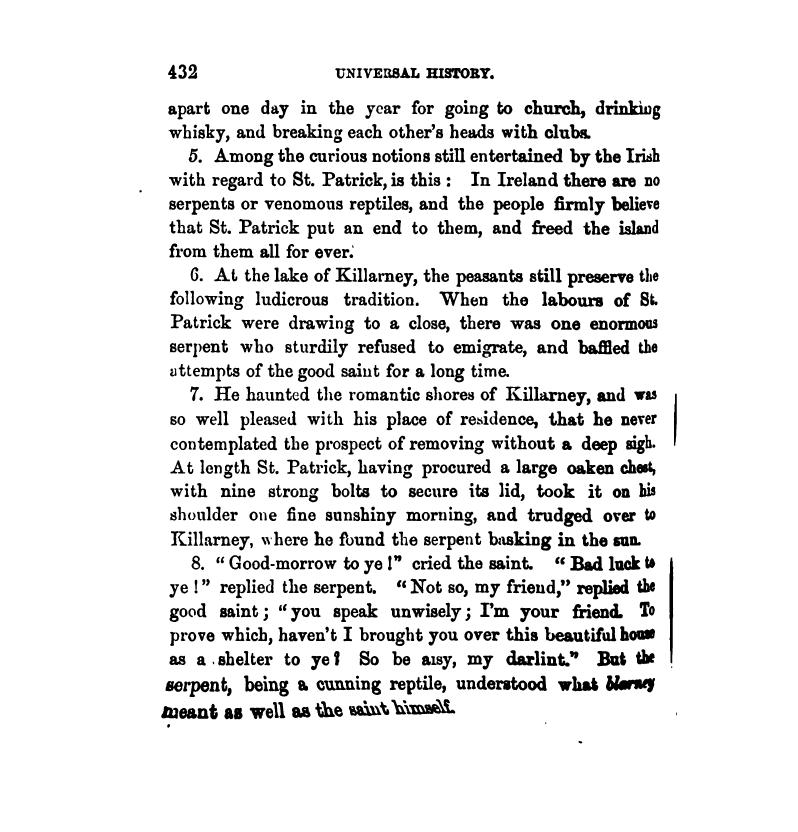 432 UNIVERSAL HISTORY.
apart one day in the year for going to church, drinking
whisky, and breaking each other's heads with clubs.
5. Among the curious notions still entertained by the Irish
with regard to St. Patrick, is this : In Ireland there are no
serpents or venomous reptiles, and the people firmly believe
that St. Patrick put an end to them, and freed the island
from them all for ever.
6. At the lake of Killarney, the peasants still preserve the
following ludicrous tradition. When the labours of St.
Patrick were drawing to a close, there was one enormous
serpent who sturdily refused to emigrate, and baffled the
attempts of the good saint for a long time.
7. He haunted the romantic shores of Killarney, and was
so well pleased with his place of residence, that he never
contemplated the prospect of removing without a deep sigh.
At length St. Patrick, having procured a large oaken chest,
with nine strong bolts to secure its lid, took it on his
shoulder one fine sunshiny morning, and trudged over to
Killarney, where he found the serpent basking in the sun.
8. "Good-morrow to ye!" cried the saint. "Bad luck to
ye!" replied the serpent. "Not so, my friend," replied the
good saint; "you speak unwisely; I'm your friend. To
prove which, haven't I brought you over this beautiful house
as a shelter to ye? So be aisy, my darlint." But the
serpent, being a cunning reptile, understood what blarney
meant as well as the saint himself.